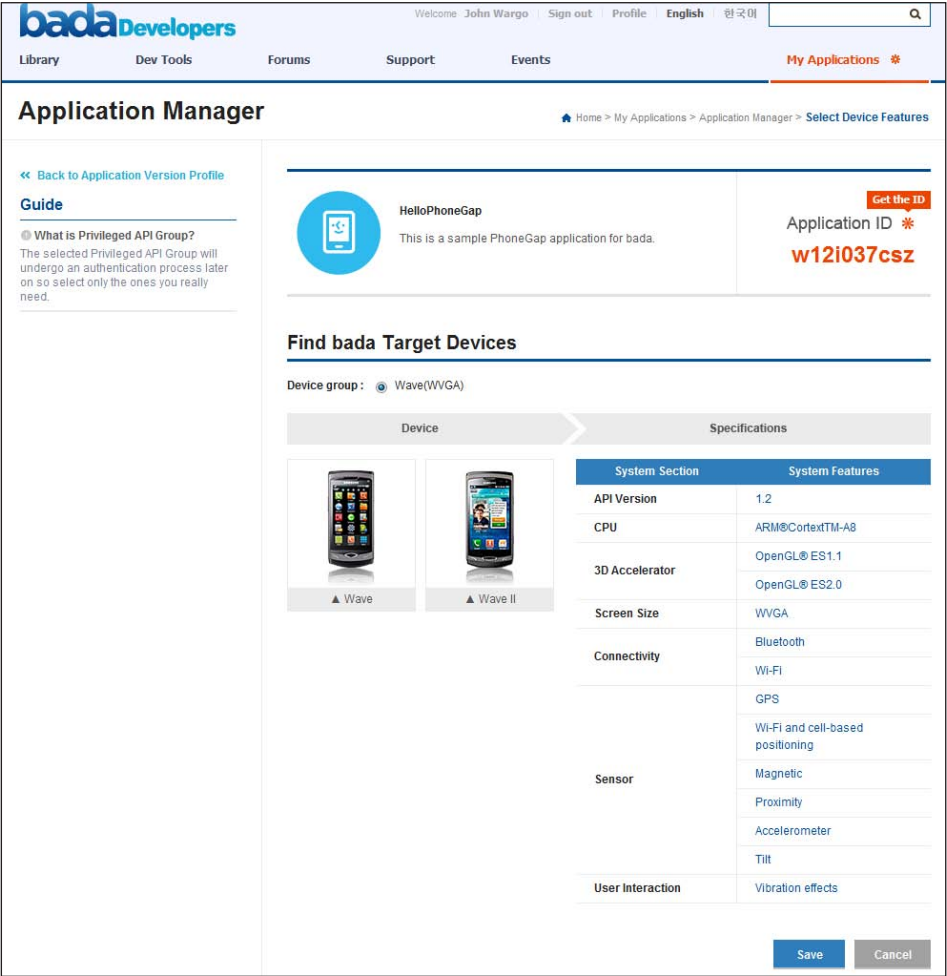 bada Developers
Welcome John Wargo Sign out Profile English 한국어
Library Dev Tools Forums Support Events My Applications
Application Manager
Home > My Applications > Application Manager > Select Device Features
Back to Application Version Profile
Guide
What is Privileged API Group?
The selected Privileged API Group will
undergo an authentication process later
on so select only the ones you really
need.
HelloPhoneGap
This is a sample PhoneGap application for bada.
Get the ID
Application ID
w12i037csz
Find bada Target Devices
Device group : Wave(WVGA)
Device Specifications
▲ Wave
▲ Wave II
System Section System Features
API Version 1.2
CPU ARM®CortextTM-A8
3D Accelerator
OpenGL® ES1.1
OpenGL® ES2.0
Screen Size WVGA
Connectivity
Bluetooth
Wi-Fi
Sensor
GPS
Wi-Fi and cell-based
positioning
Magnetic
Proximity
Accelerometer
Tilt
User Interaction Vibration effects
Save Cancel